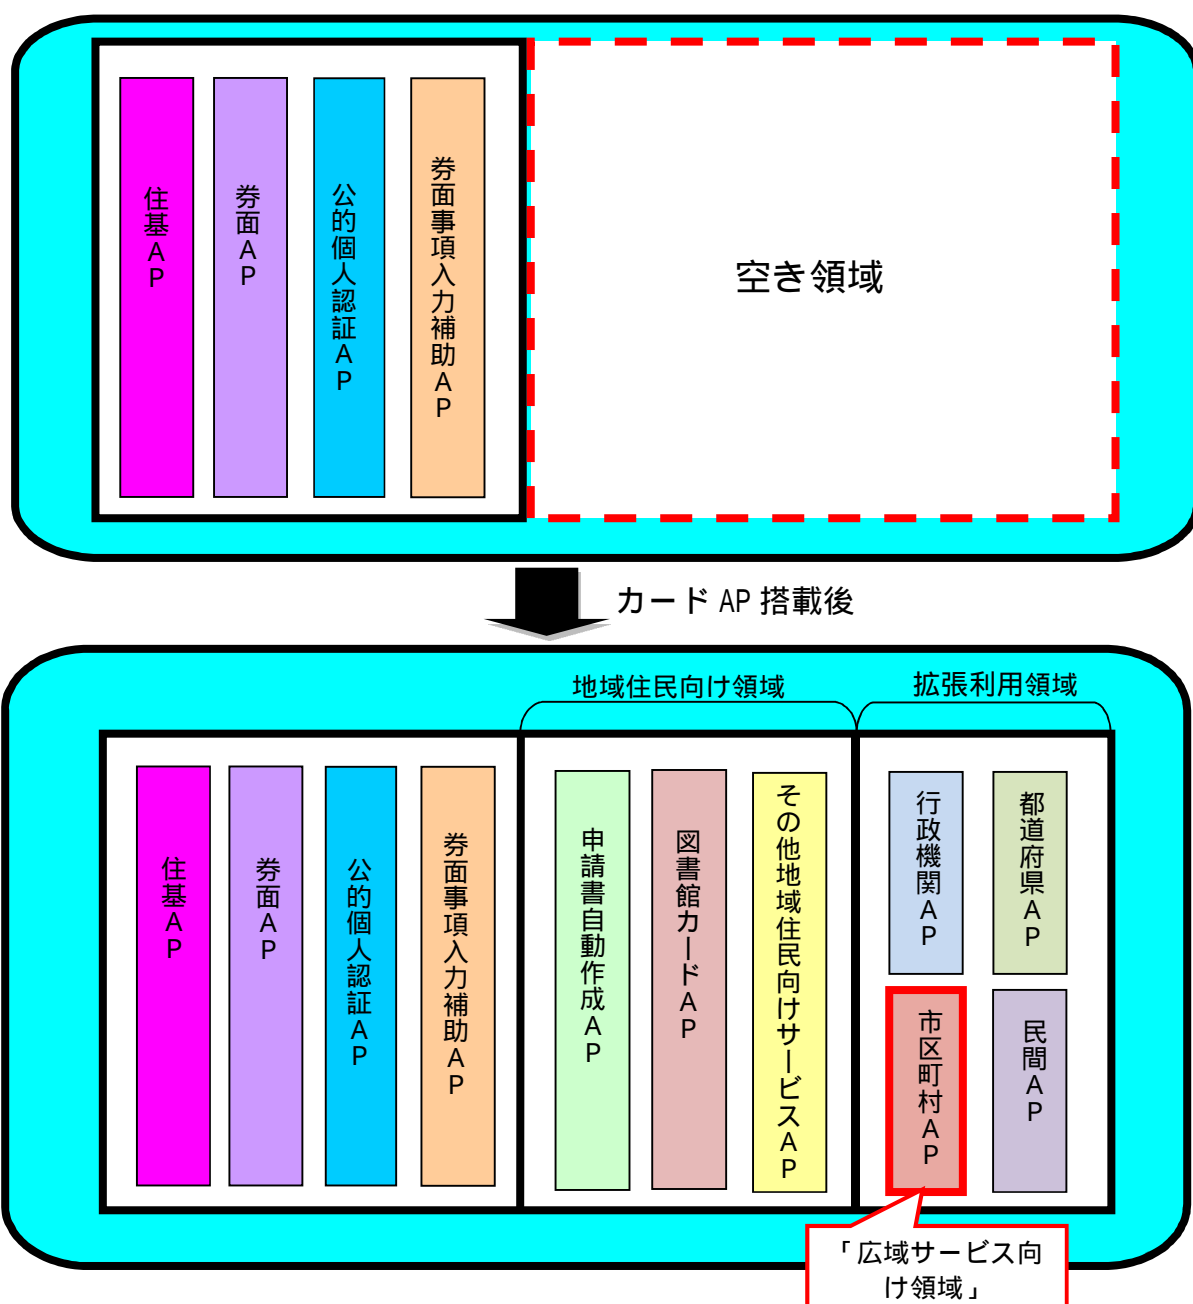 住基AP
券面AP
公的個人認証AP
券面事項入力補助AP
空き領域
カード AP 搭載後
地域住民向け領域
拡張利用領域
住基AP
券面AP
公的個人認証AP
券面事項入力補助AP
申請書自動作成AP
図書館カードAP
その他地域住民向けサービスAP
行政機関AP
都道府県AP
市区町村AP
民間AP
「広域サービス向
け領域」